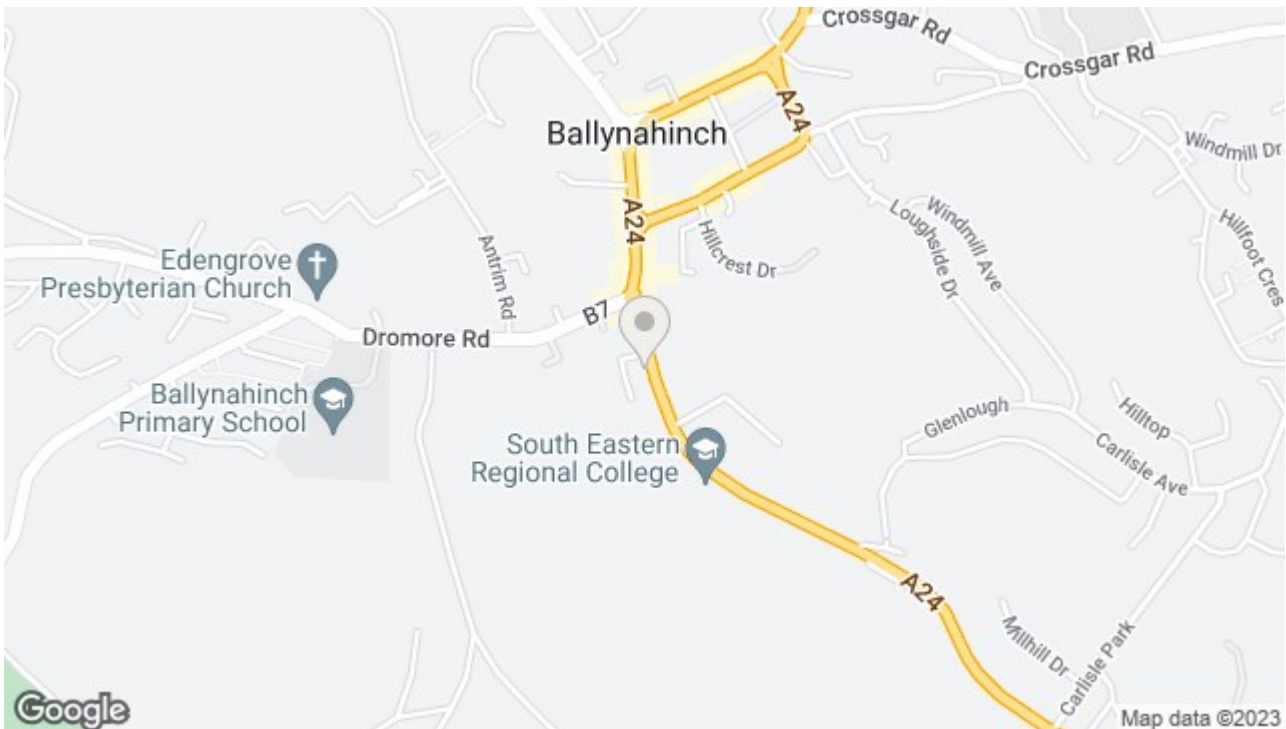 Crossgar Rd
Crossgar Rd
A24
Ballynahinch
Windmill Dr
A24
Hillcrest Dr
Loughside Dr
Windmill Ave
Hillfoot Cres
Antrim Rd
Edengrove
Presbyterian Church
B7
Dromore Rd
Ballynahinch
Primary School
South Eastern
Regional College
Glenlough
Hilltop
Carlisle Ave
A24
Millhill Dr
Carlisle Park
Google
Map data ©2023